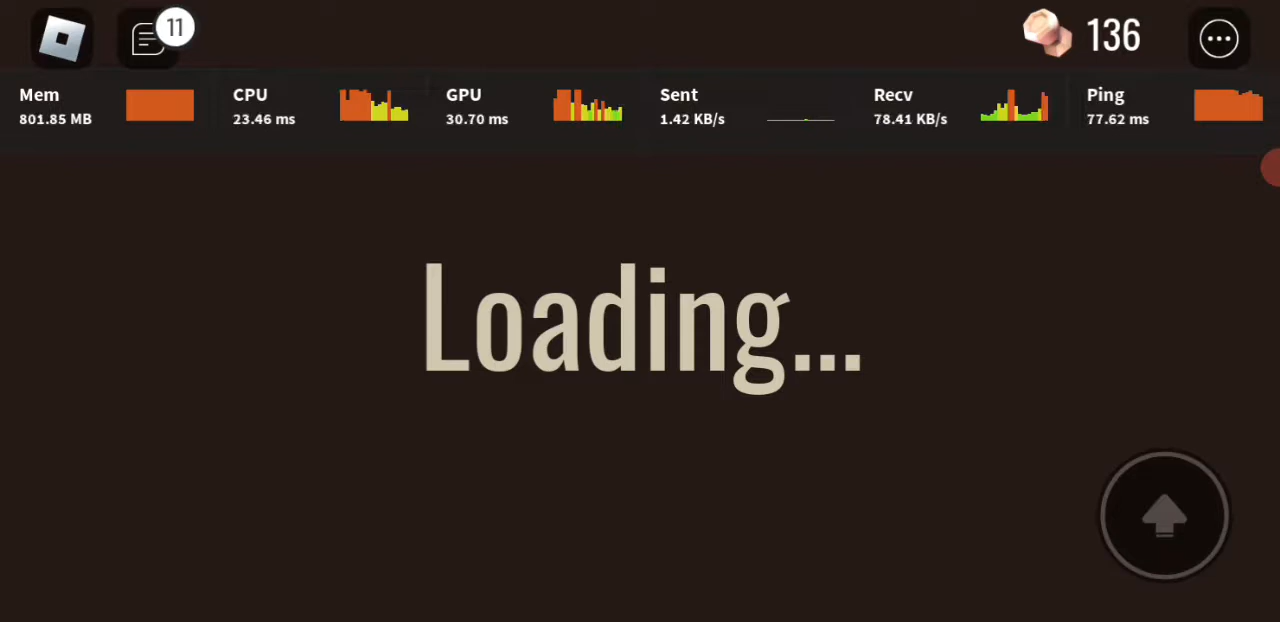 11
136
Mem
801.85 MB
CPU
23.46 ms
GPU
30.70 ms
Sent
1.42 KB/s
Recv
78.41 KB/s
Ping
77.62 ms
Loading...